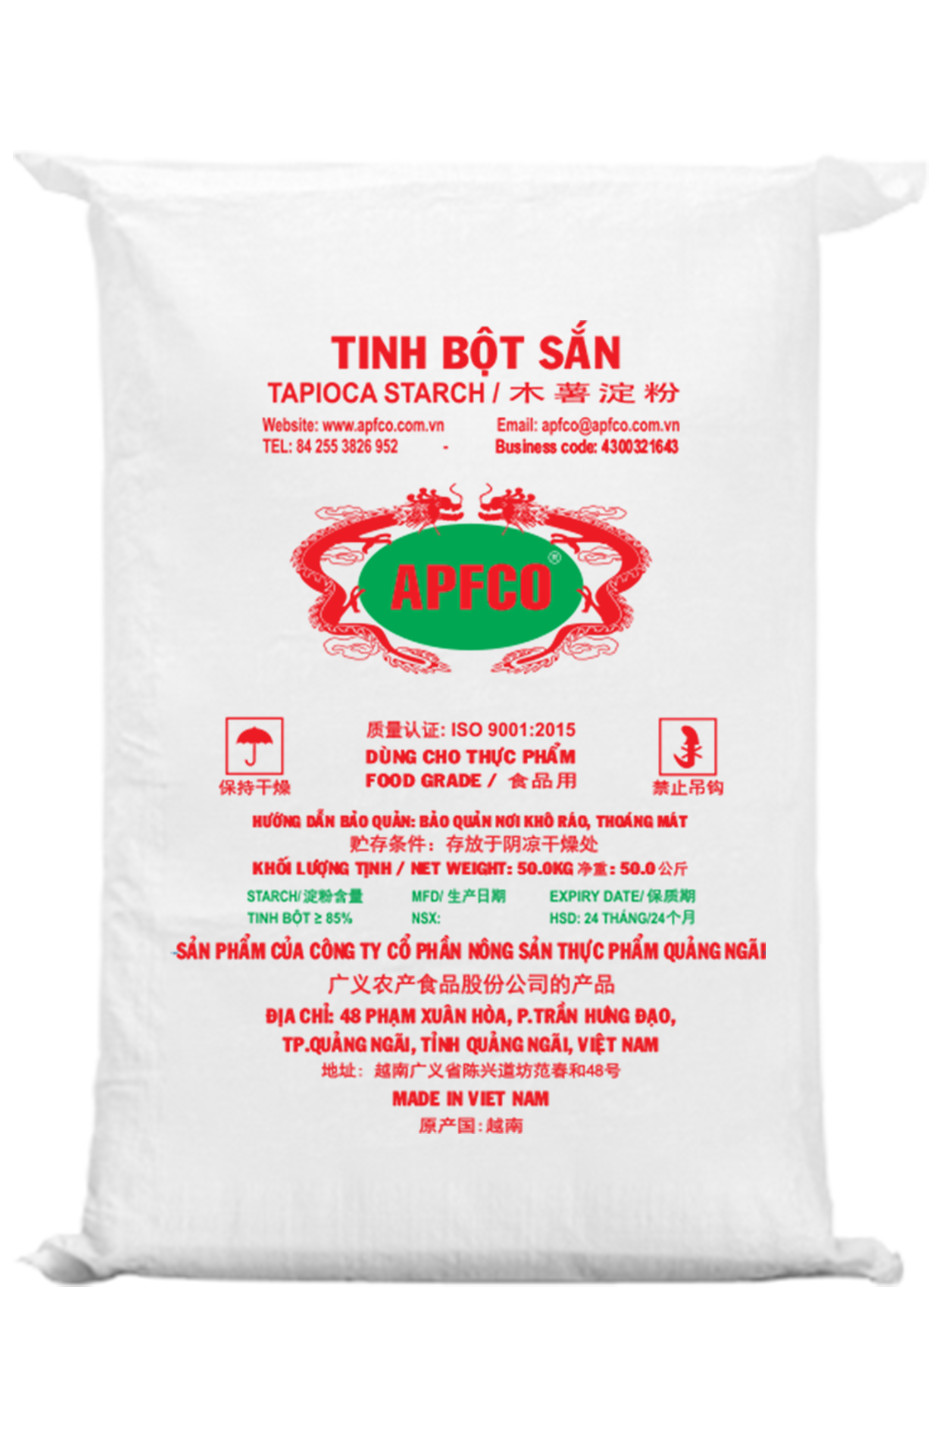 TINH BỘT SẮN
TAPIOCA STARCH / 木薯淀粉
Website: www.apfco.com.vn Email: apfco@apfco.com.vn
TEL: 84 255 3826 952 - Business code: 4300321643
APFCO ®
质量认证: ISO 9001:2015
DÙNG CHO THỰC PHẨM
FOOD GRADE / 食品用
保持干燥 禁止吊钩
HƯỚNG DẪN BẢO QUẢN: BẢO QUẢN NƠI KHÔ RÁO, THOÁNG MÁT
贮存条件：存放于阴凉干燥处
KHỐI LƯỢNG TỊNH / NET WEIGHT: 50.0KG 净重: 50.0 公斤
STARCH/ 淀粉含量 MFD/ 生产日期 EXPIRY DATE/ 保质期
TINH BỘT ≥ 85% NSX: HSD: 24 THÁNG/24个月
-SẢN PHẨM CỦA CÔNG TY CỔ PHẦN NÔNG SẢN THỰC PHẨM QUẢNG NGÃI
广义农产食品股份公司的产品
ĐỊA CHỈ: 48 PHẠM XUÂN HÒA, P.TRẦN HƯNG ĐẠO,
TP.QUẢNG NGÃI, TỈNH QUẢNG NGÃI, VIỆT NAM
地址：越南广义省陈兴道坊范春和48号
MADE IN VIET NAM
原产国:越南